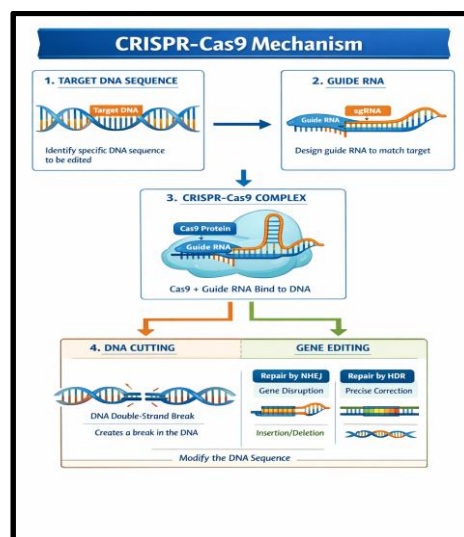 CRISPR-Cas9 Mechanism
1. TARGET DNA SEQUENCE
Target DNA
Identify specific DNA sequence
to be edited
2. GUIDE RNA
Guide RNA
sgRNA
+
Design guide RNA to match target
3. CRISPR-CAS9 COMPLEX
Cas9 Protein
+
Guide RNA
Cas9 + Guide RNA Bind to DNA
4. DNA CUTTING
DNA Double-Strand Break
Creates a break in the DNA
GENE EDITING
Repair by NHEJ
Gene Disruption
Insertion/Deletion
Repair by HDR
Precise Correction
Modify the DNA Sequence